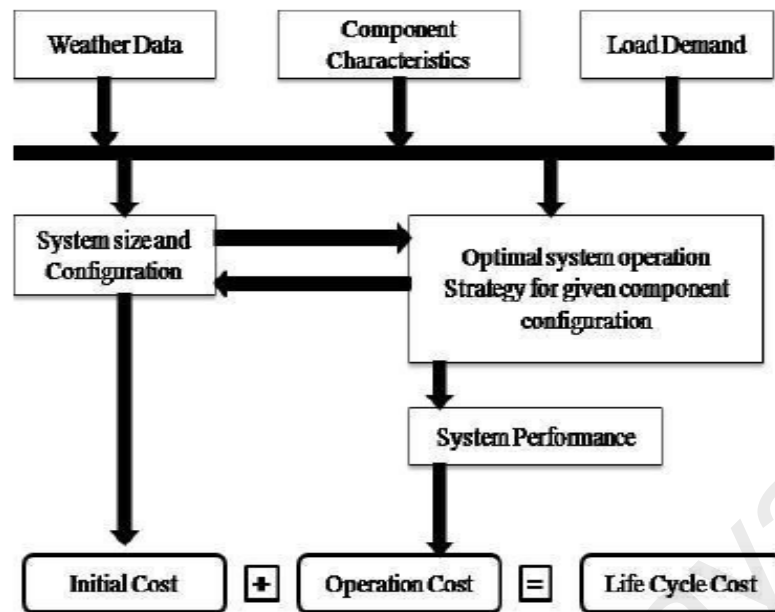 Weather Data
Component
Characteristics
Load Demand
System size and
Configuration
Optimal system operation
Strategy for given component
configuration
System Performance
Initial Cost + Operation Cost = Life Cycle Cost